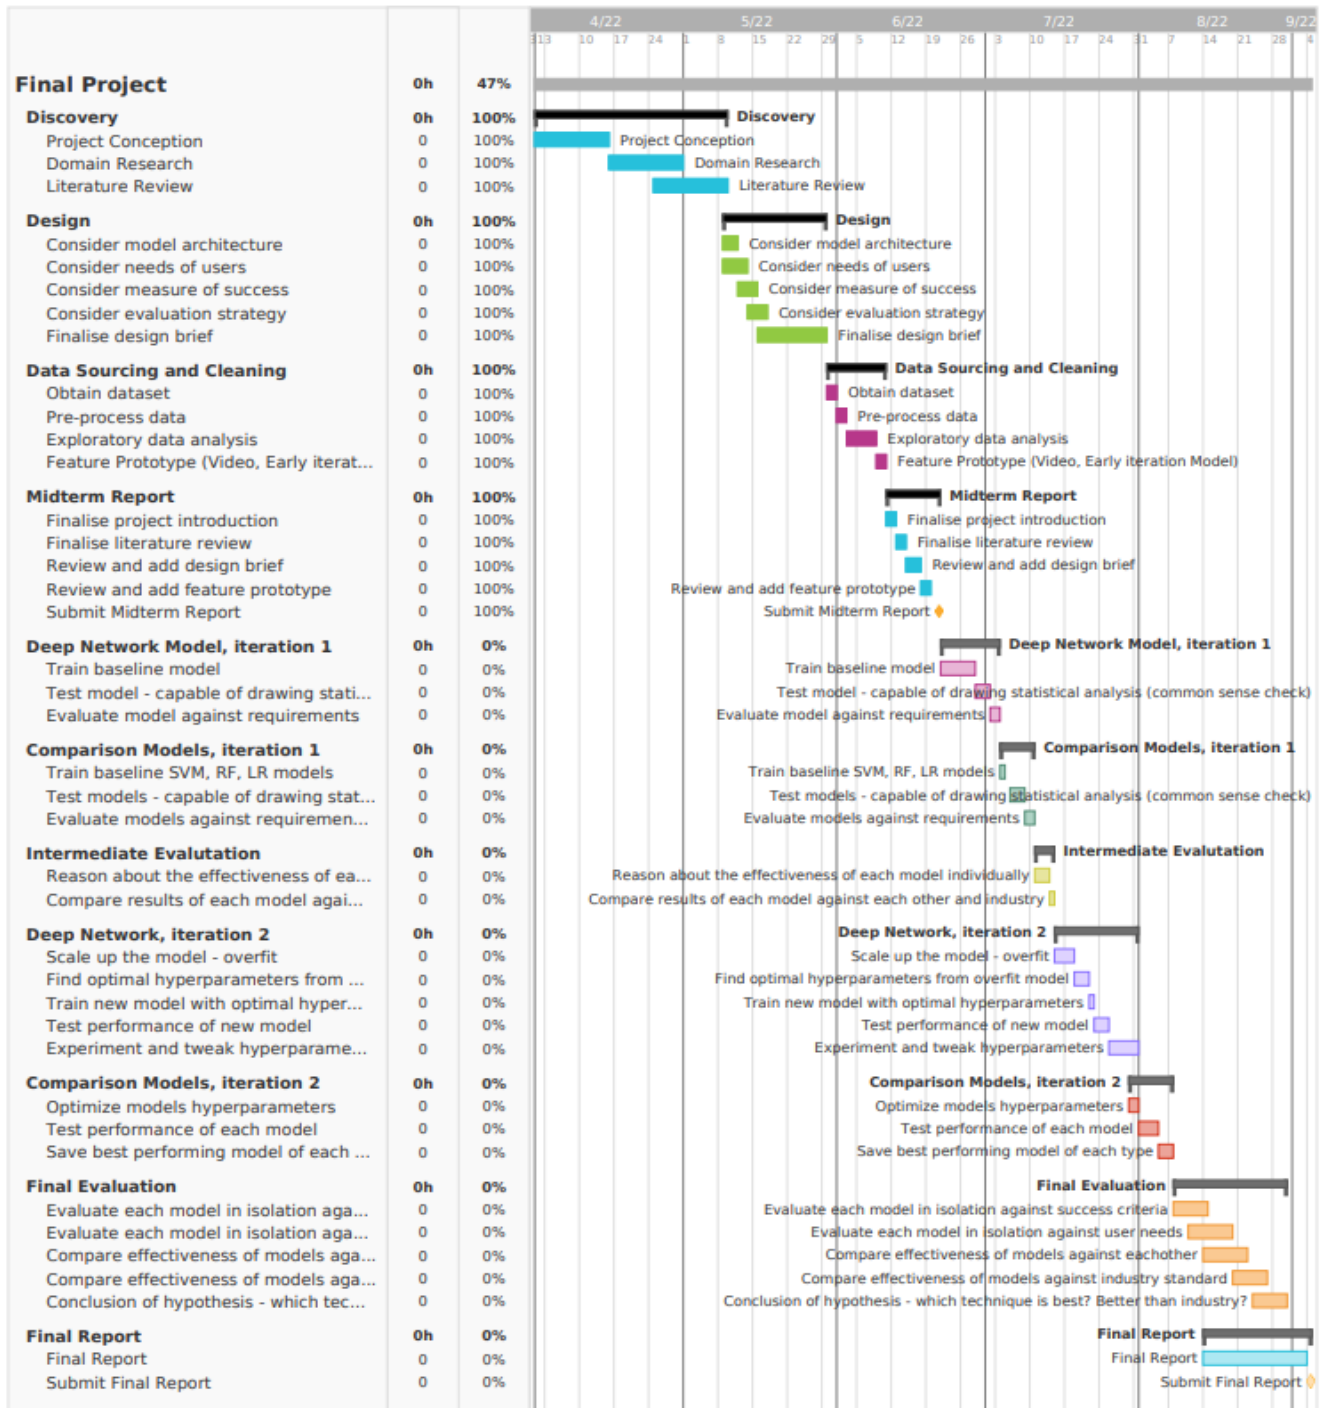 4/22 5/22 6/22 7/22 8/22 9/22
313 10 17 24 1 8 15 22 29 5 12 19 26 3 10 17 24 31 7 14 21 28 4
Final Project 0h 47%
Discovery 0h 100% Discovery
Project Conception 0 100% Project Conception
Domain Research 0 100% Domain Research
Literature Review 0 100% Literature Review
Design 0h 100% Design
Consider model architecture 0 100% Consider model architecture
Consider needs of users 0 100% Consider needs of users
Consider measure of success 0 100% Consider measure of success
Consider evaluation strategy 0 100% Consider evaluation strategy
Finalise design brief 0 100% Finalise design brief
Data Sourcing and Cleaning 0h 100% Data Sourcing and Cleaning
Obtain dataset 0 100% Obtain dataset
Pre-process data 0 100% Pre-process data
Exploratory data analysis 0 100% Exploratory data analysis
Feature Prototype (Video, Early iterat... 0 100% Feature Prototype (Video, Early iteration Model)
Midterm Report 0h 100% Midterm Report
Finalise project introduction 0 100% Finalise project introduction
Finalise literature review 0 100% Finalise literature review
Review and add design brief 0 100% Review and add design brief
Review and add feature prototype 0 100% Review and add feature prototype
Submit Midterm Report 0 100% Submit Midterm Report
Deep Network Model, iteration 1 0h 0% Deep Network Model, iteration 1
Train baseline model 0 0% Train baseline model
Test model - capable of drawing stati... 0 0% Test model - capable of drawing statistical analysis (common sense check)
Evaluate model against requirements 0 0% Evaluate model against requirements
Comparison Models, iteration 1 0h 0% Comparison Models, iteration 1
Train baseline SVM, RF, LR models 0 0% Train baseline SVM, RF, LR models
Test models - capable of drawing stat... 0 0% Test models - capable of drawing statistical analysis (common sense check)
Evaluate models against requiremen... 0 0% Evaluate models against requirements
Intermediate Evalutation 0h 0% Intermediate Evalutation
Reason about the effectiveness of ea... 0 0% Reason about the effectiveness of each model individually
Compare results of each model agai... 0 0% Compare results of each model against each other and industry
Deep Network, iteration 2 0h 0% Deep Network, iteration 2
Scale up the model - overfit 0 0% Scale up the model - overfit
Find optimal hyperparameters from ... 0 0% Find optimal hyperparameters from overfit model
Train new model with optimal hyper... 0 0% Train new model with optimal hyperparameters
Test performance of new model 0 0% Test performance of new model
Experiment and tweak hyperparame... 0 0% Experiment and tweak hyperparameters
Comparison Models, iteration 2 0h 0% Comparison Models, iteration 2
Optimize models hyperparameters 0 0% Optimize models hyperparameters
Test performance of each model 0 0% Test performance of each model
Save best performing model of each ... 0 0% Save best performing model of each type
Final Evaluation 0h 0% Final Evaluation
Evaluate each model in isolation aga... 0 0% Evaluate each model in isolation against success criteria
Evaluate each model in isolation aga... 0 0% Evaluate each model in isolation against user needs
Compare effectiveness of models aga... 0 0% Compare effectiveness of models against eachother
Compare effectiveness of models aga... 0 0% Compare effectiveness of models against industry standard
Conclusion of hypothesis - which tec... 0 0% Conclusion of hypothesis - which technique is best? Better than industry?
Final Report 0h 0% Final Report
Final Report 0 0% Final Report
Submit Final Report 0 0% Submit Final Report